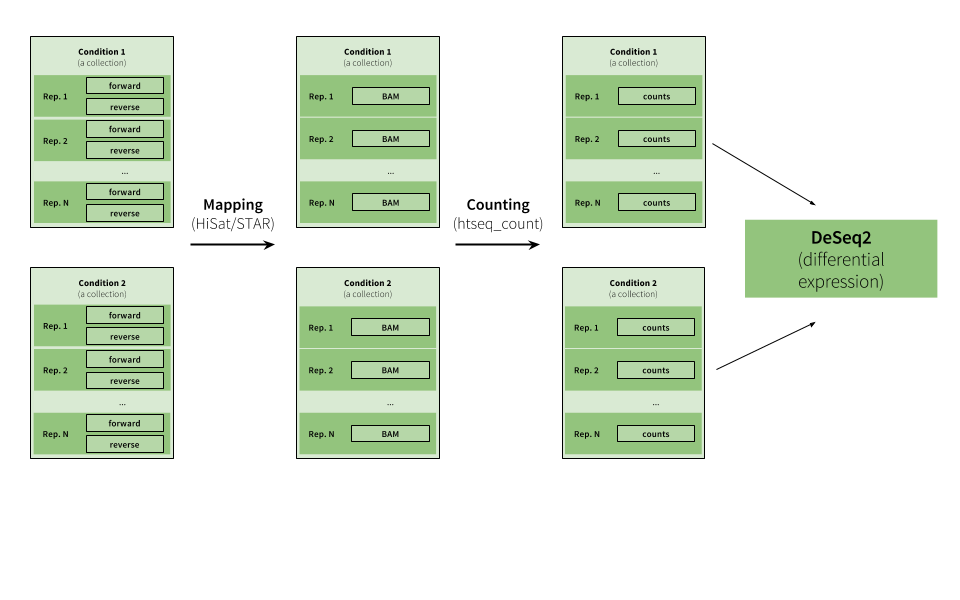 Condition 1
(a collection)
Rep. 1
forward
reverse
Rep. 2
forward
reverse
...
Rep. N
forward
reverse
Condition 2
(a collection)
Rep. 1
forward
reverse
Rep. 2
forward
reverse
...
Rep. N
forward
reverse
Mapping
(HiSat/STAR)
Condition 1
(a collection)
Rep. 1
BAM
Rep. 2
BAM
...
Rep. N
BAM
Condition 2
(a collection)
Rep. 1
BAM
Rep. 2
BAM
...
Rep. N
BAM
Counting
(htseq_count)
Condition 1
(a collection)
Rep. 1
counts
Rep. 2
counts
...
Rep. N
counts
Condition 2
(a collection)
Rep. 1
counts
Rep. 2
counts
...
Rep. N
counts
DeSeq2
(differential
expression)